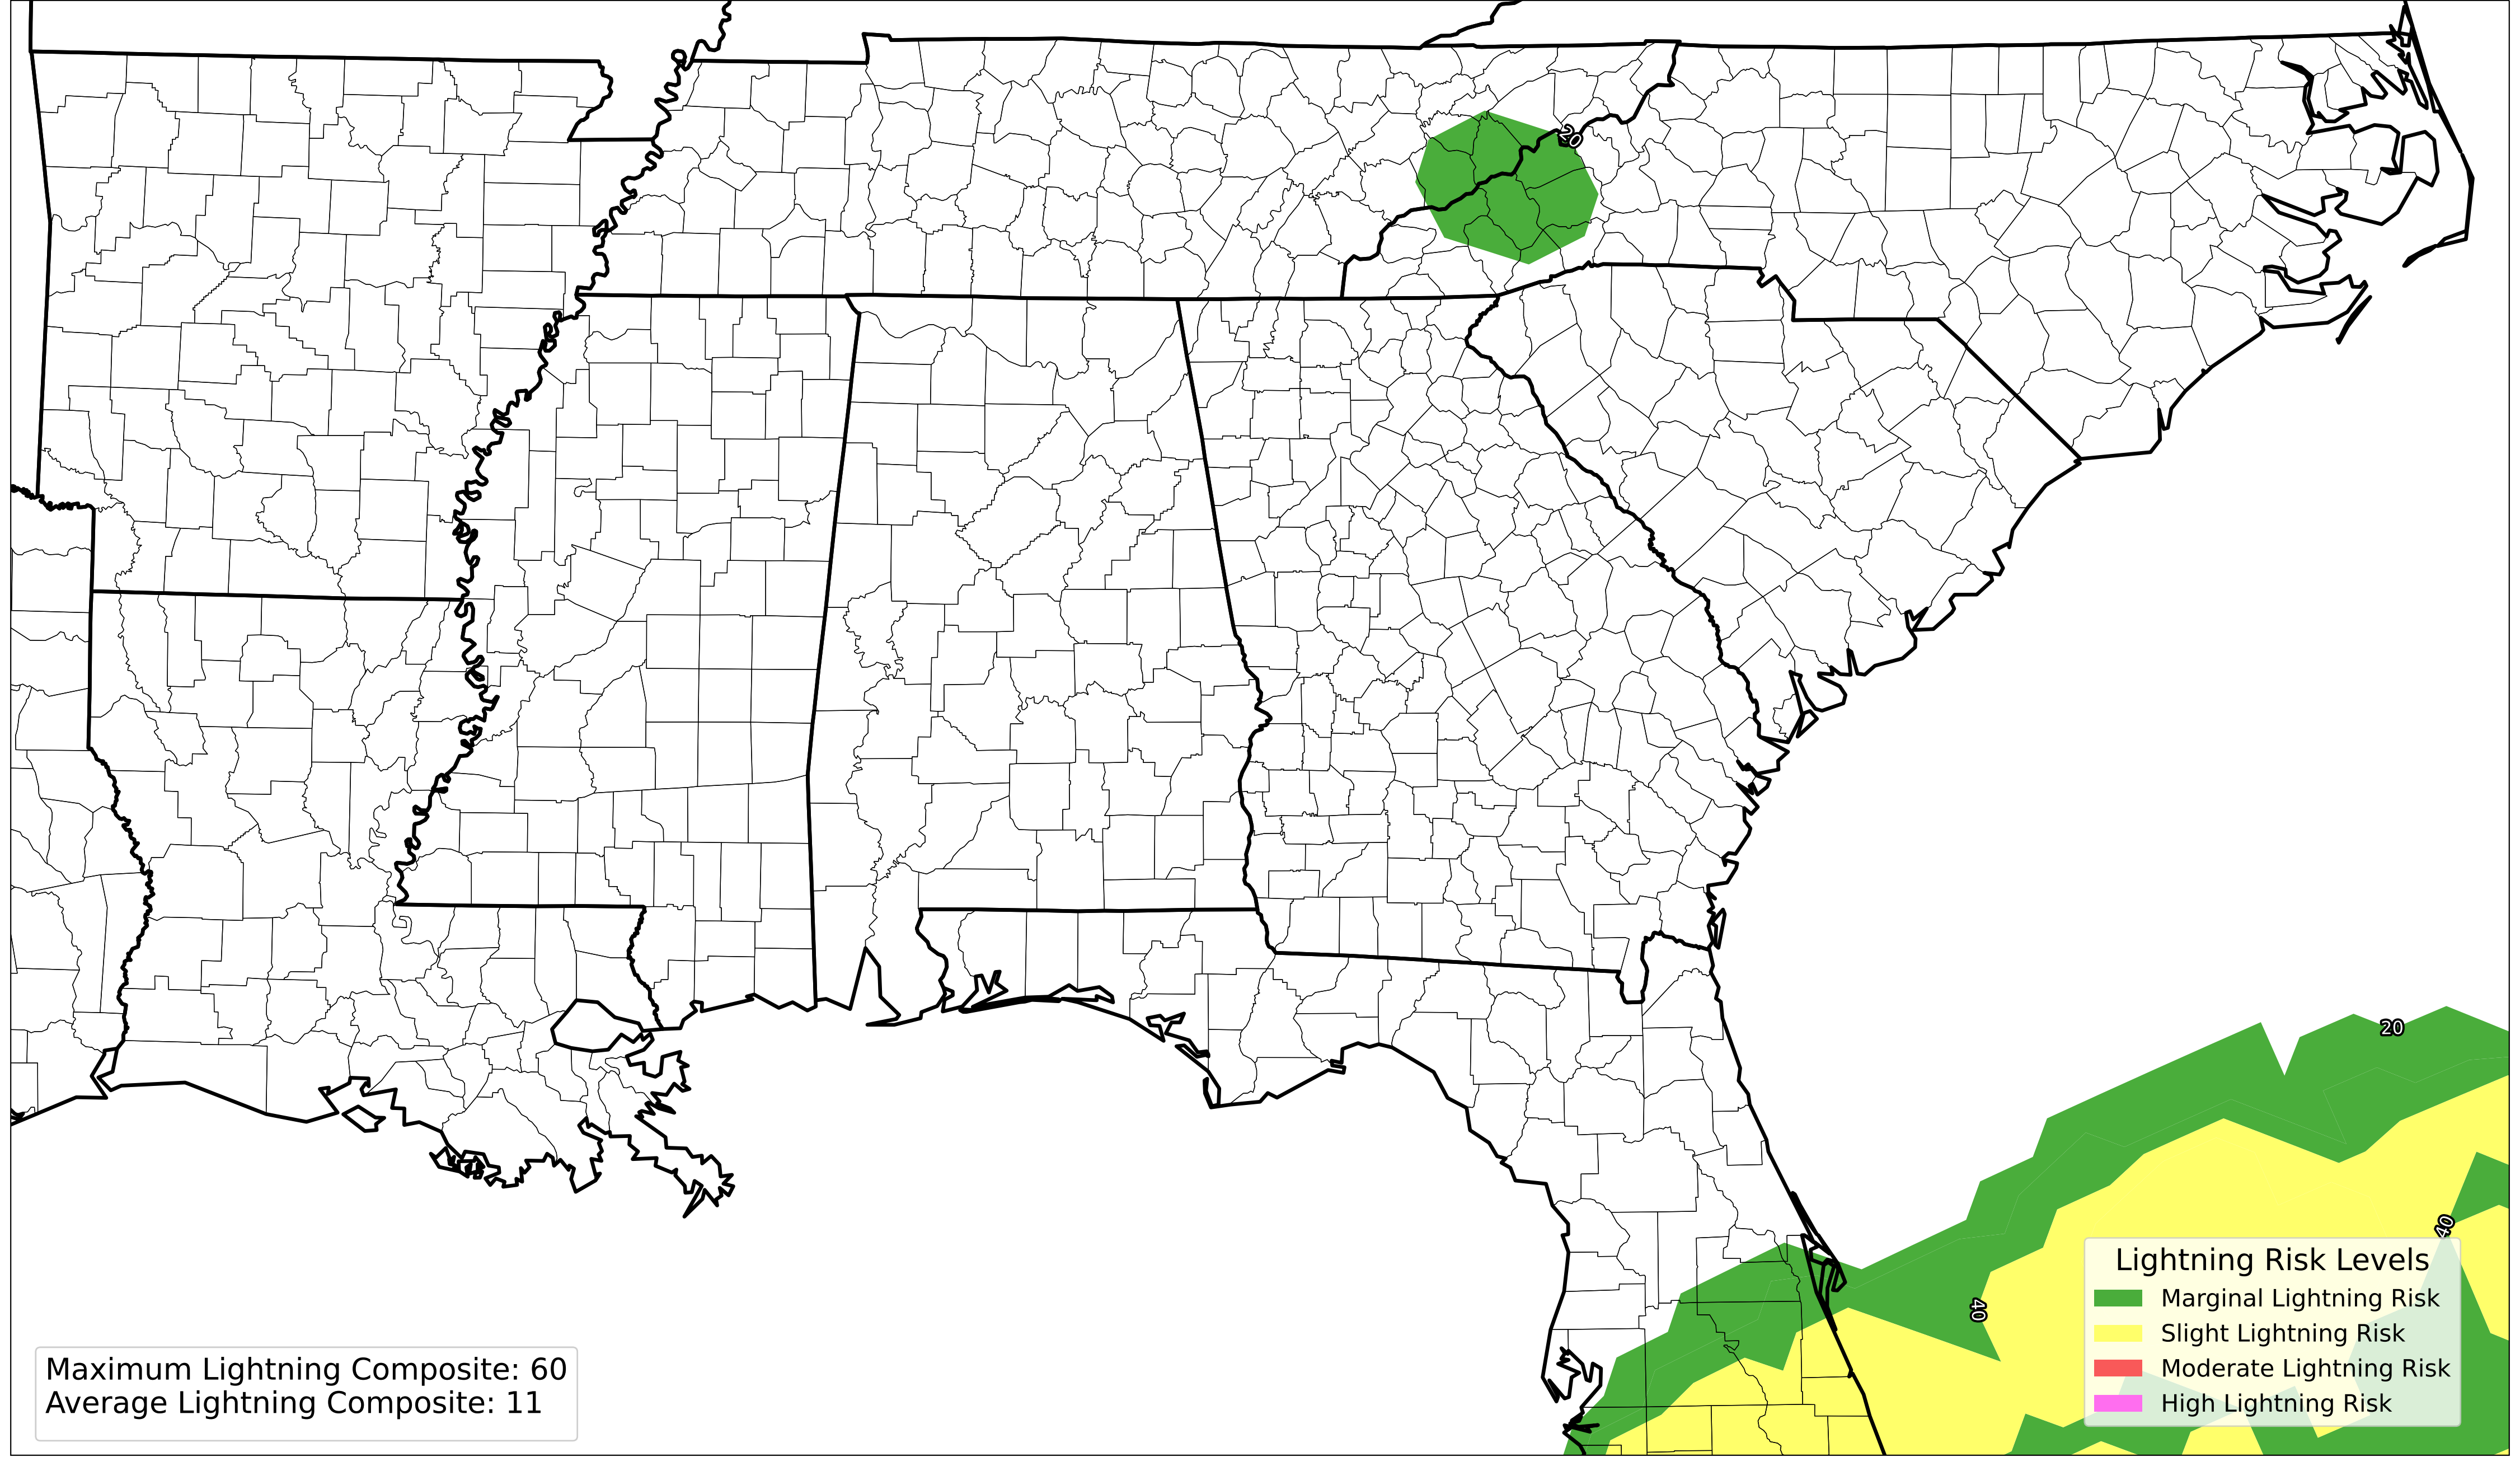 20
20
40
40
Lightning Risk Levels
Marginal Lightning Risk
Slight Lightning Risk
Moderate Lightning Risk
High Lightning Risk
Maximum Lightning Composite: 60
Average Lightning Composite: 11